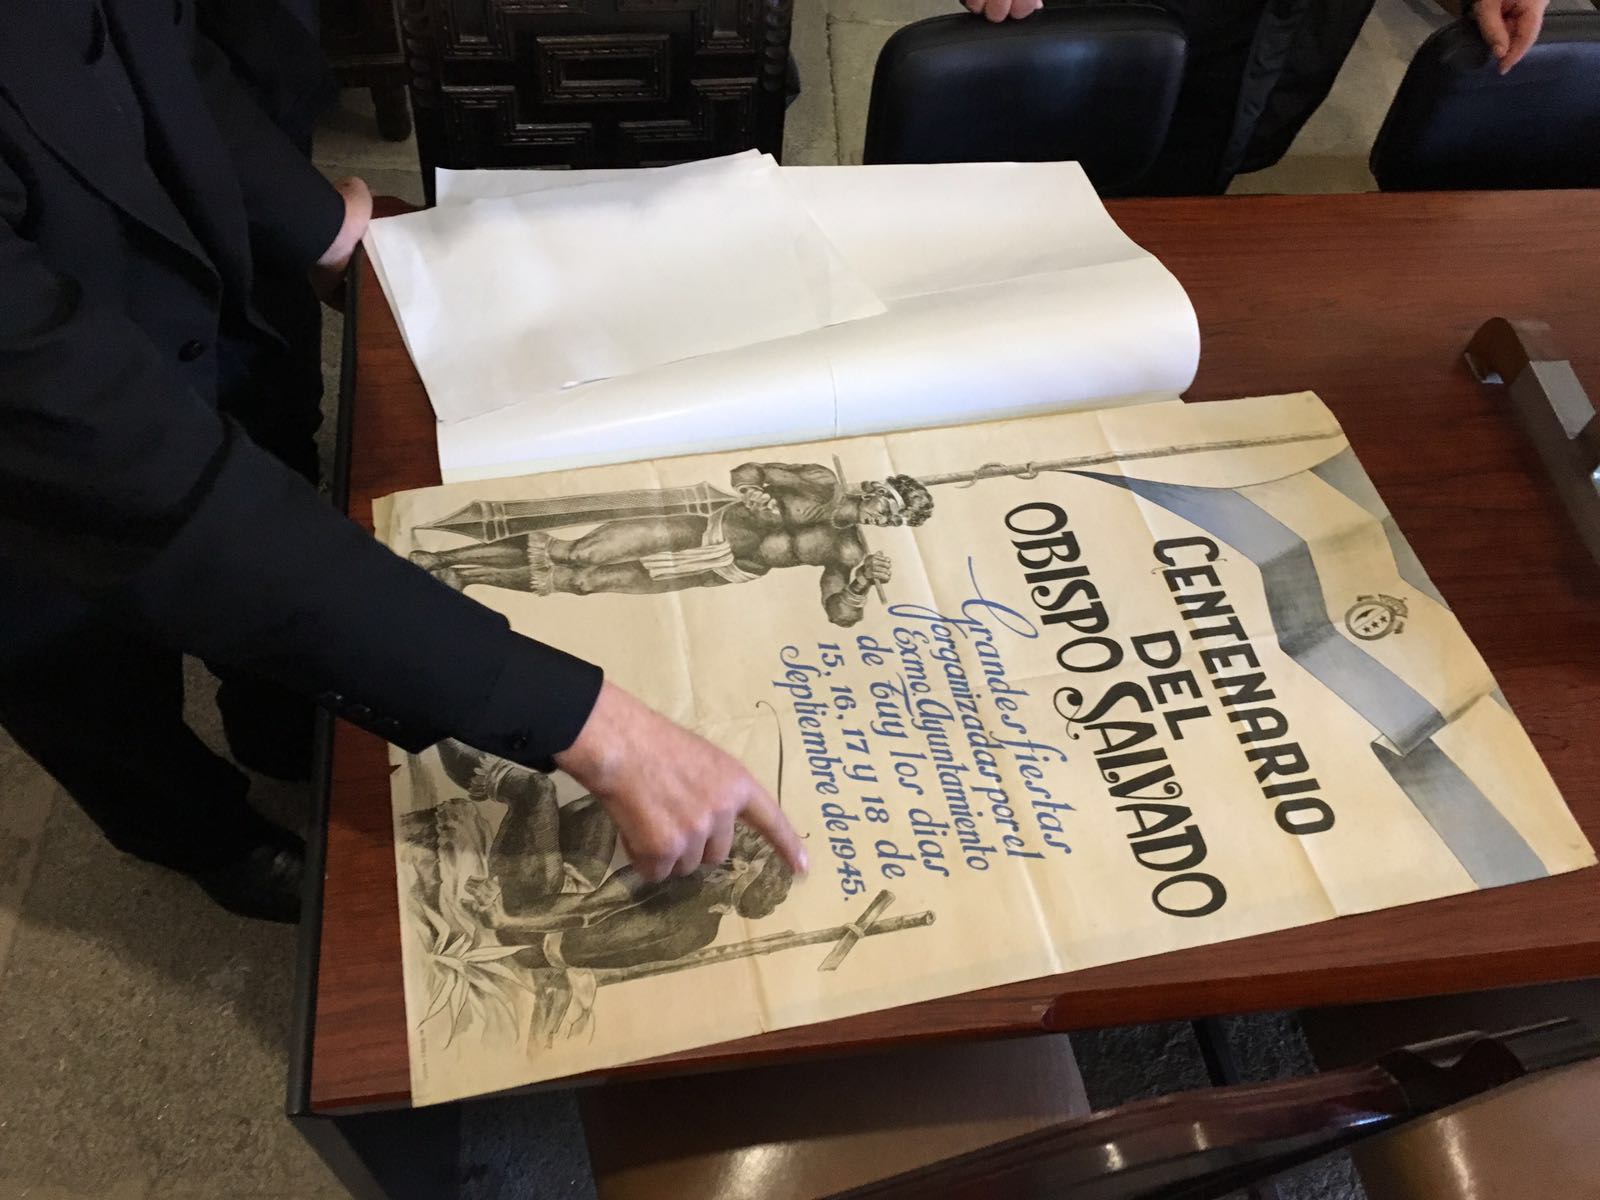 CENTENARIO
DEL
OBISPO SALVADO
Grandes fiestas
organizadas por el
Exmo. Ayuntamiento
de Tuy los dias
15, 16, 17 y 18 de
Septiembre de 1945.